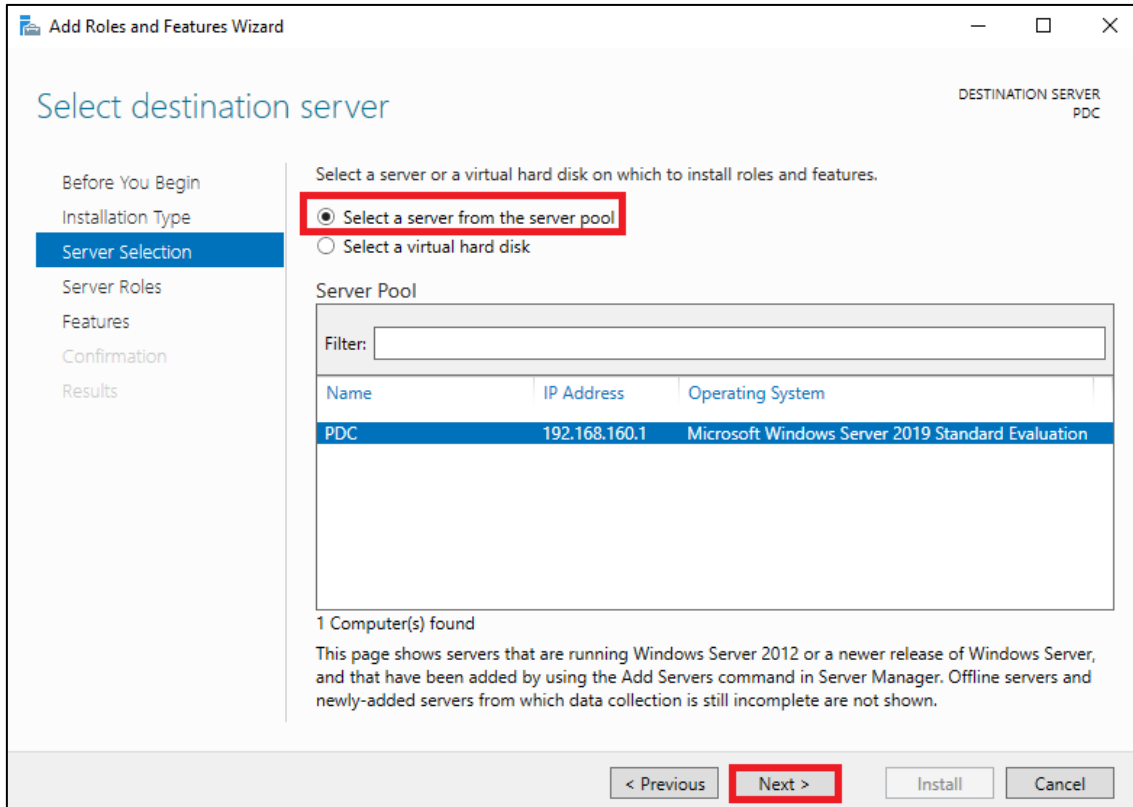 Add Roles and Features Wizard
Select destination server
DESTINATION SERVER
PDC
Before You Begin
Installation Type
Server Selection
Server Roles
Features
Confirmation
Results
Select a server or a virtual hard disk on which to install roles and features.
Select a server from the server pool
Select a virtual hard disk
Server Pool
Filter:
Name IP Address Operating System
PDC 192.168.160.1 Microsoft Windows Server 2019 Standard Evaluation
1 Computer(s) found
This page shows servers that are running Windows Server 2012 or a newer release of Windows Server,
and that have been added by using the Add Servers command in Server Manager. Offline servers and
newly-added servers from which data collection is still incomplete are not shown.
< Previous Next > Install Cancel